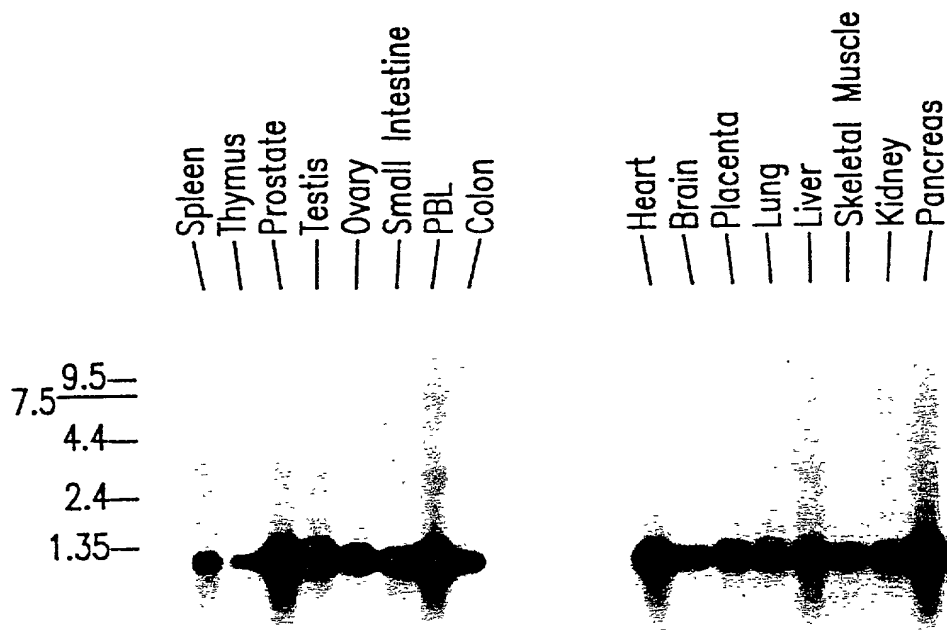 Spleen
Thymus
Prostate
Testis
Ovary
Small Intestine
PBL
Colon
Heart
Brain
Placenta
Lung
Liver
Skeletal Muscle
Kidney
Pancreas
9.5
7.5
4.4
2.4
1.35